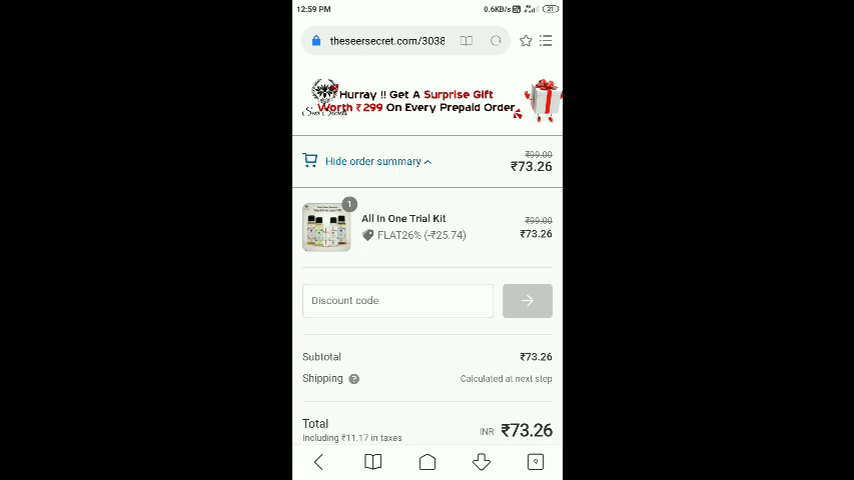 12:59 PM
0.6KB/s
21
theseersecret.com/3038
Hurray !! Get A Surprise Gift
Worth ₹299 On Every Prepaid Order
Hide order summary
₹99.00
₹73.26
1
All In One Trial Kit
₹99.00
FLAT26% (-₹25.74)
₹73.26
Discount code
Subtotal
₹73.26
Shipping
?
Calculated at next step
Total
Including ₹11.17 in taxes
INR ₹73.26
9